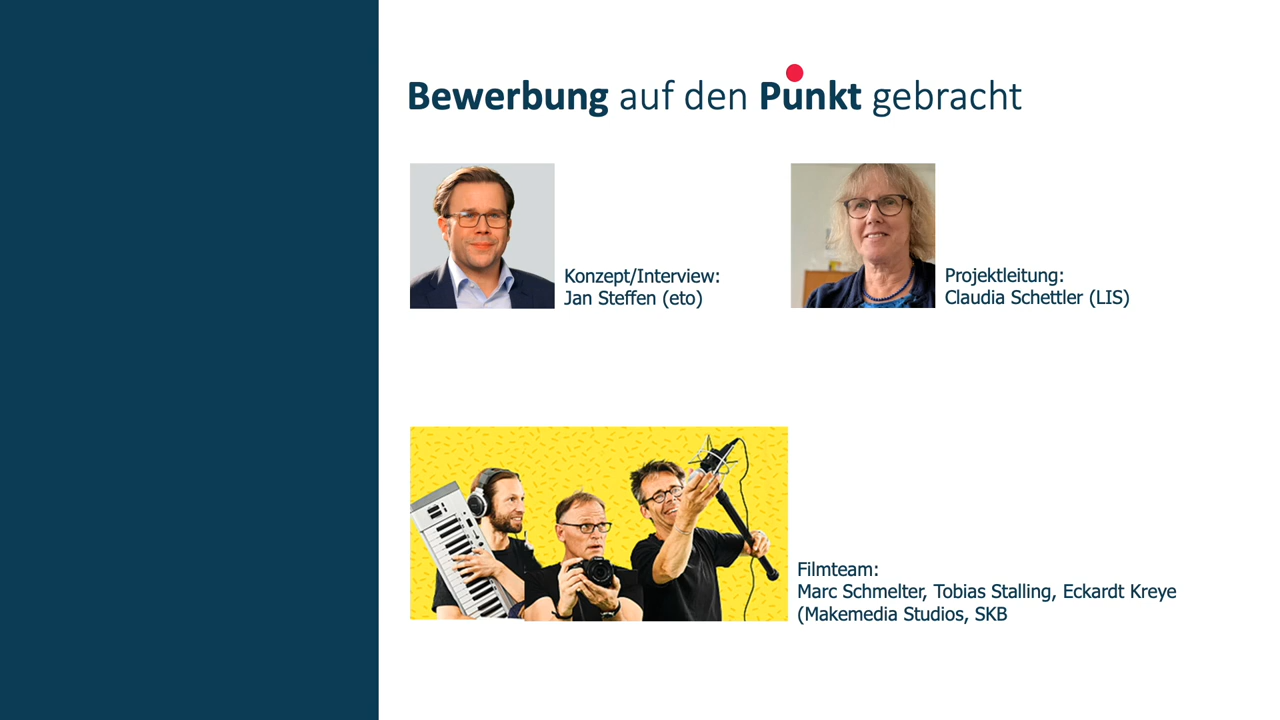 Bewerbung auf den Punkt gebracht
Konzept/Interview:
Jan Steffen (eto)
Projektleitung:
Claudia Schettler (LIS)
Filmteam:
Marc Schmelter, Tobias Stalling, Eckardt Kreye
(Makemedia Studios, SKB